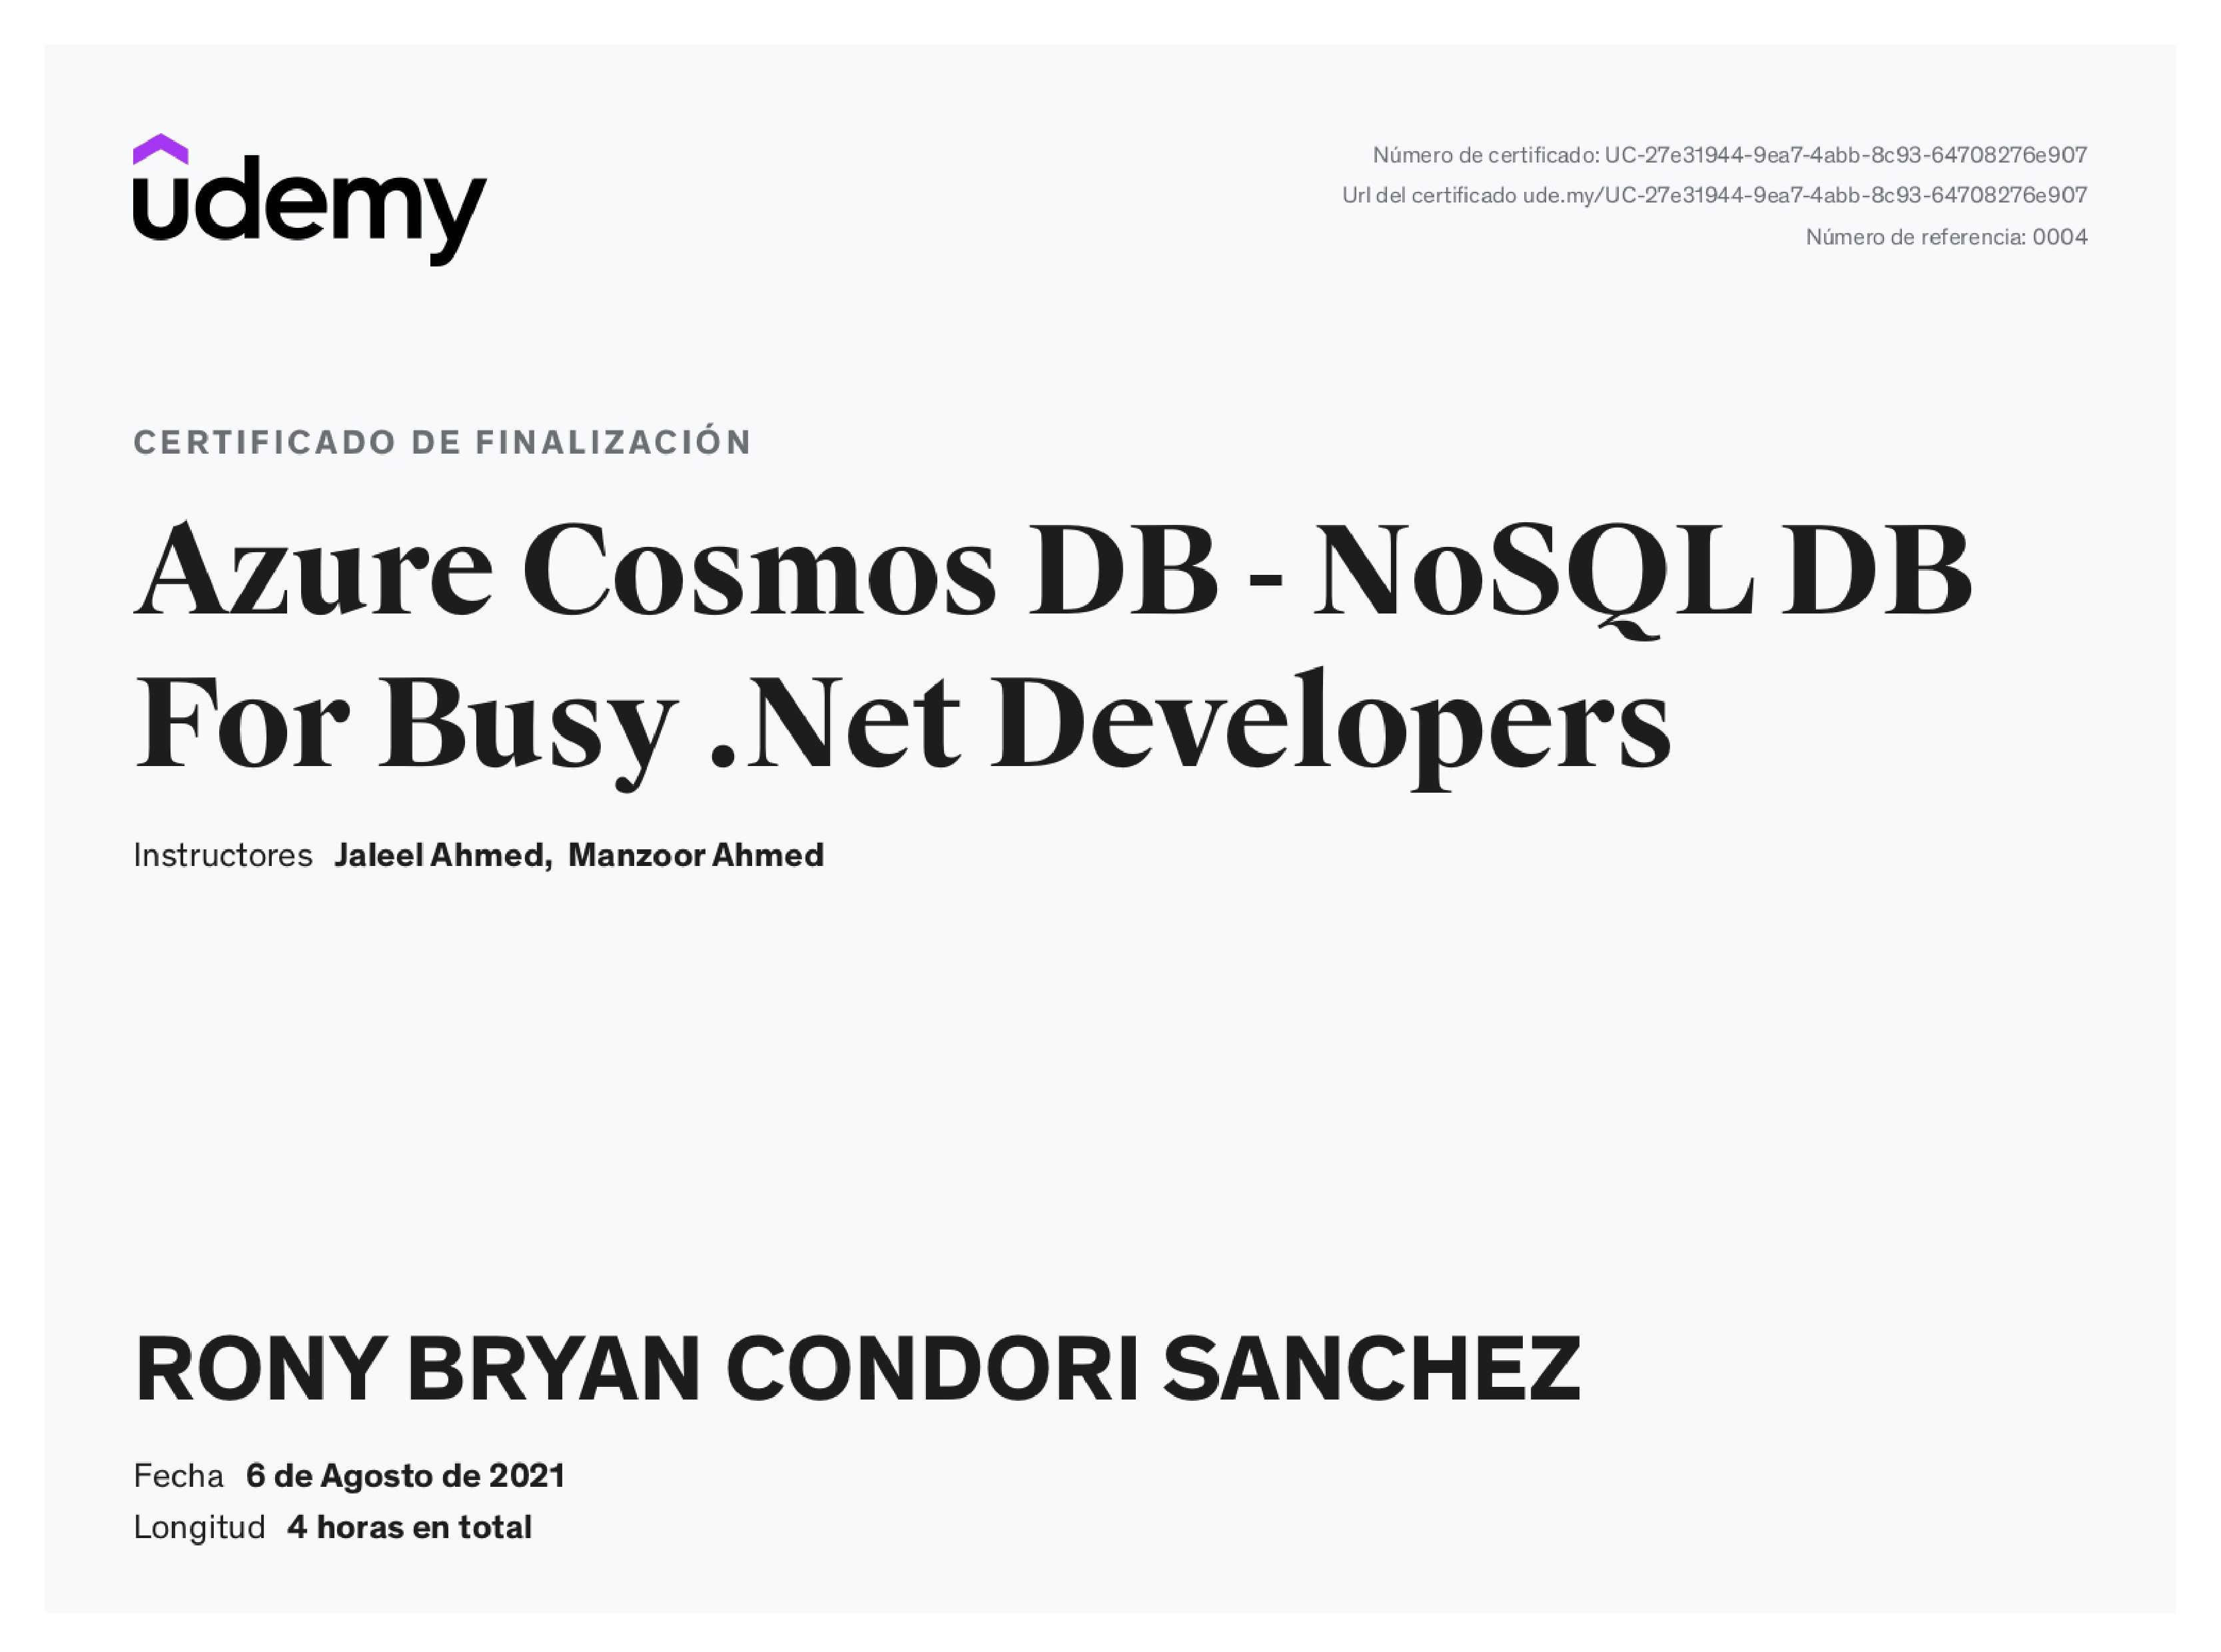 udemy
Número de certificado: UC-27e31944-9ea7-4abb-8c93-64708276e907
Url del certificado ude.my/UC-27e31944-9ea7-4abb-8c93-64708276e907
Número de referencia: 0004
CERTIFICADO DE FINALIZACIÓN
Azure Cosmos DB - NoSQL DB
For Busy .Net Developers
Instructores Jaleel Ahmed, Manzoor Ahmed
RONY BRYAN CONDORI SANCHEZ
Fecha 6 de Agosto de 2021
Longitud 4 horas en total